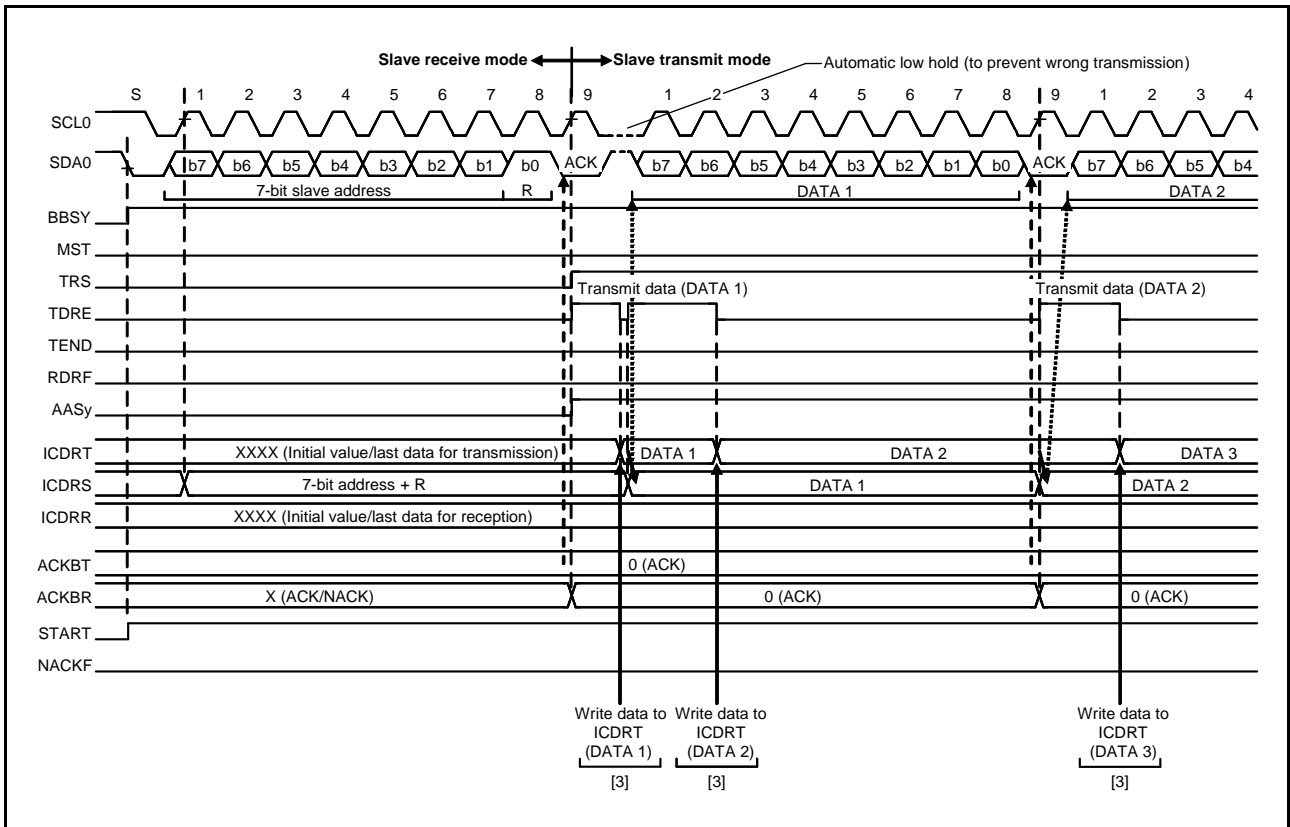 Slave receive mode Slave transmit mode Automatic low hold (to prevent wrong transmission)
S 1 2 3 4 5 6 7 8 9 1 2 3 4 5 6 7 8 9 1 2 3 4
SCL0
SDA0 b7 b6 b5 b4 b3 b2 b1 b0 ACK b7 b6 b5 b4 b3 b2 b1 b0 ACK b7 b6 b5 b4
7-bit slave address R DATA 1 DATA 2
BBSY
MST
TRS
Transmit data (DATA 1) Transmit data (DATA 2)
TDRE
TEND
RDRF
AASy
ICDRT XXXX (Initial value/last data for transmission) DATA 1 DATA 2 DATA 3
ICDRS 7-bit address + R DATA 1 DATA 2
ICDRR XXXX (Initial value/last data for reception)
ACKBT 0 (ACK)
ACKBR X (ACK/NACK) 0 (ACK) 0 (ACK)
START
NACKF
Write data to Write data to Write data to
ICDRT ICDRT ICDRT
(DATA 1) (DATA 2) (DATA 3)
[3] [3] [3]